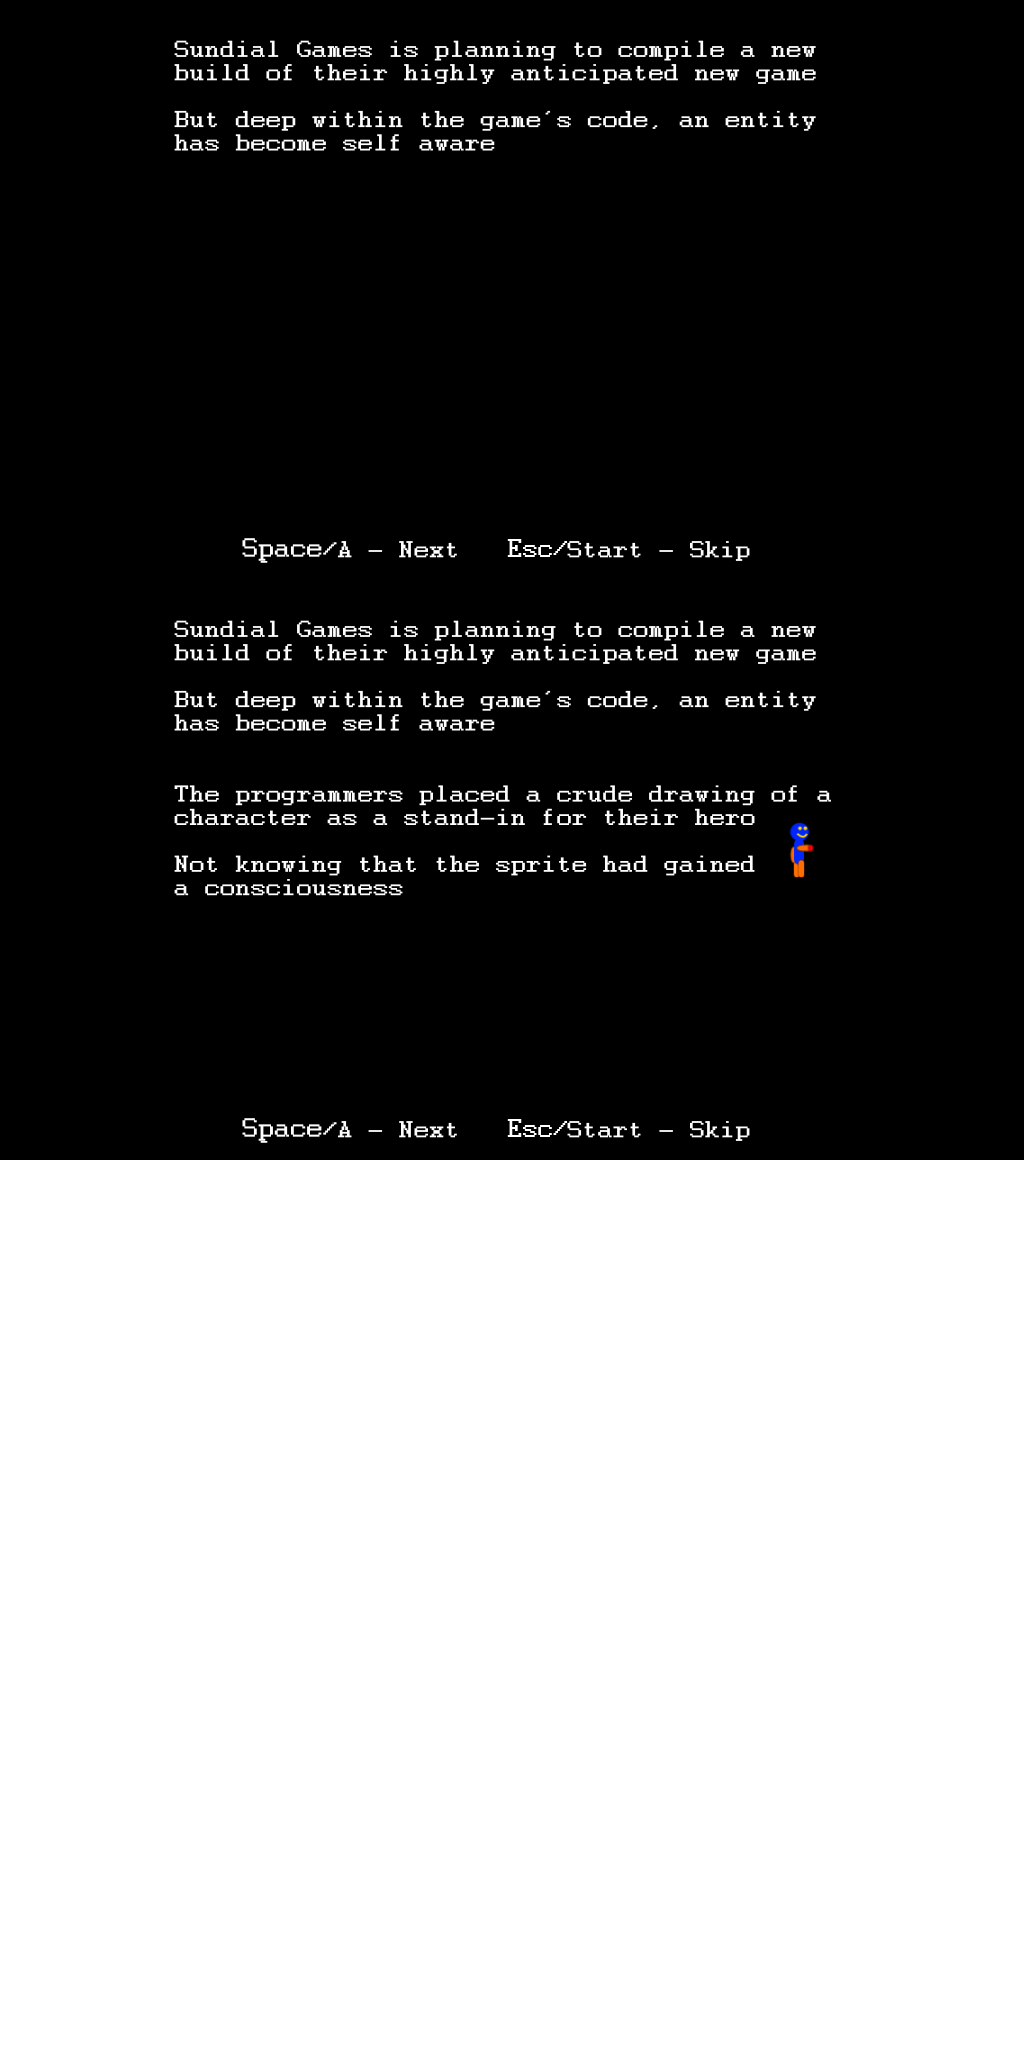 Sundial Games is planning to compile a new
build of their highly anticipated new game
But deep within the game´s code, an entity
has become self aware
Space/A - Next Esc/Start - Skip
Sundial Games is planning to compile a new
build of their highly anticipated new game
But deep within the game´s code, an entity
has become self aware
The programmers placed a crude drawing of a
character as a stand-in for their hero
Not knowing that the sprite had gained
a consciousness
Space/A - Next Esc/Start - Skip